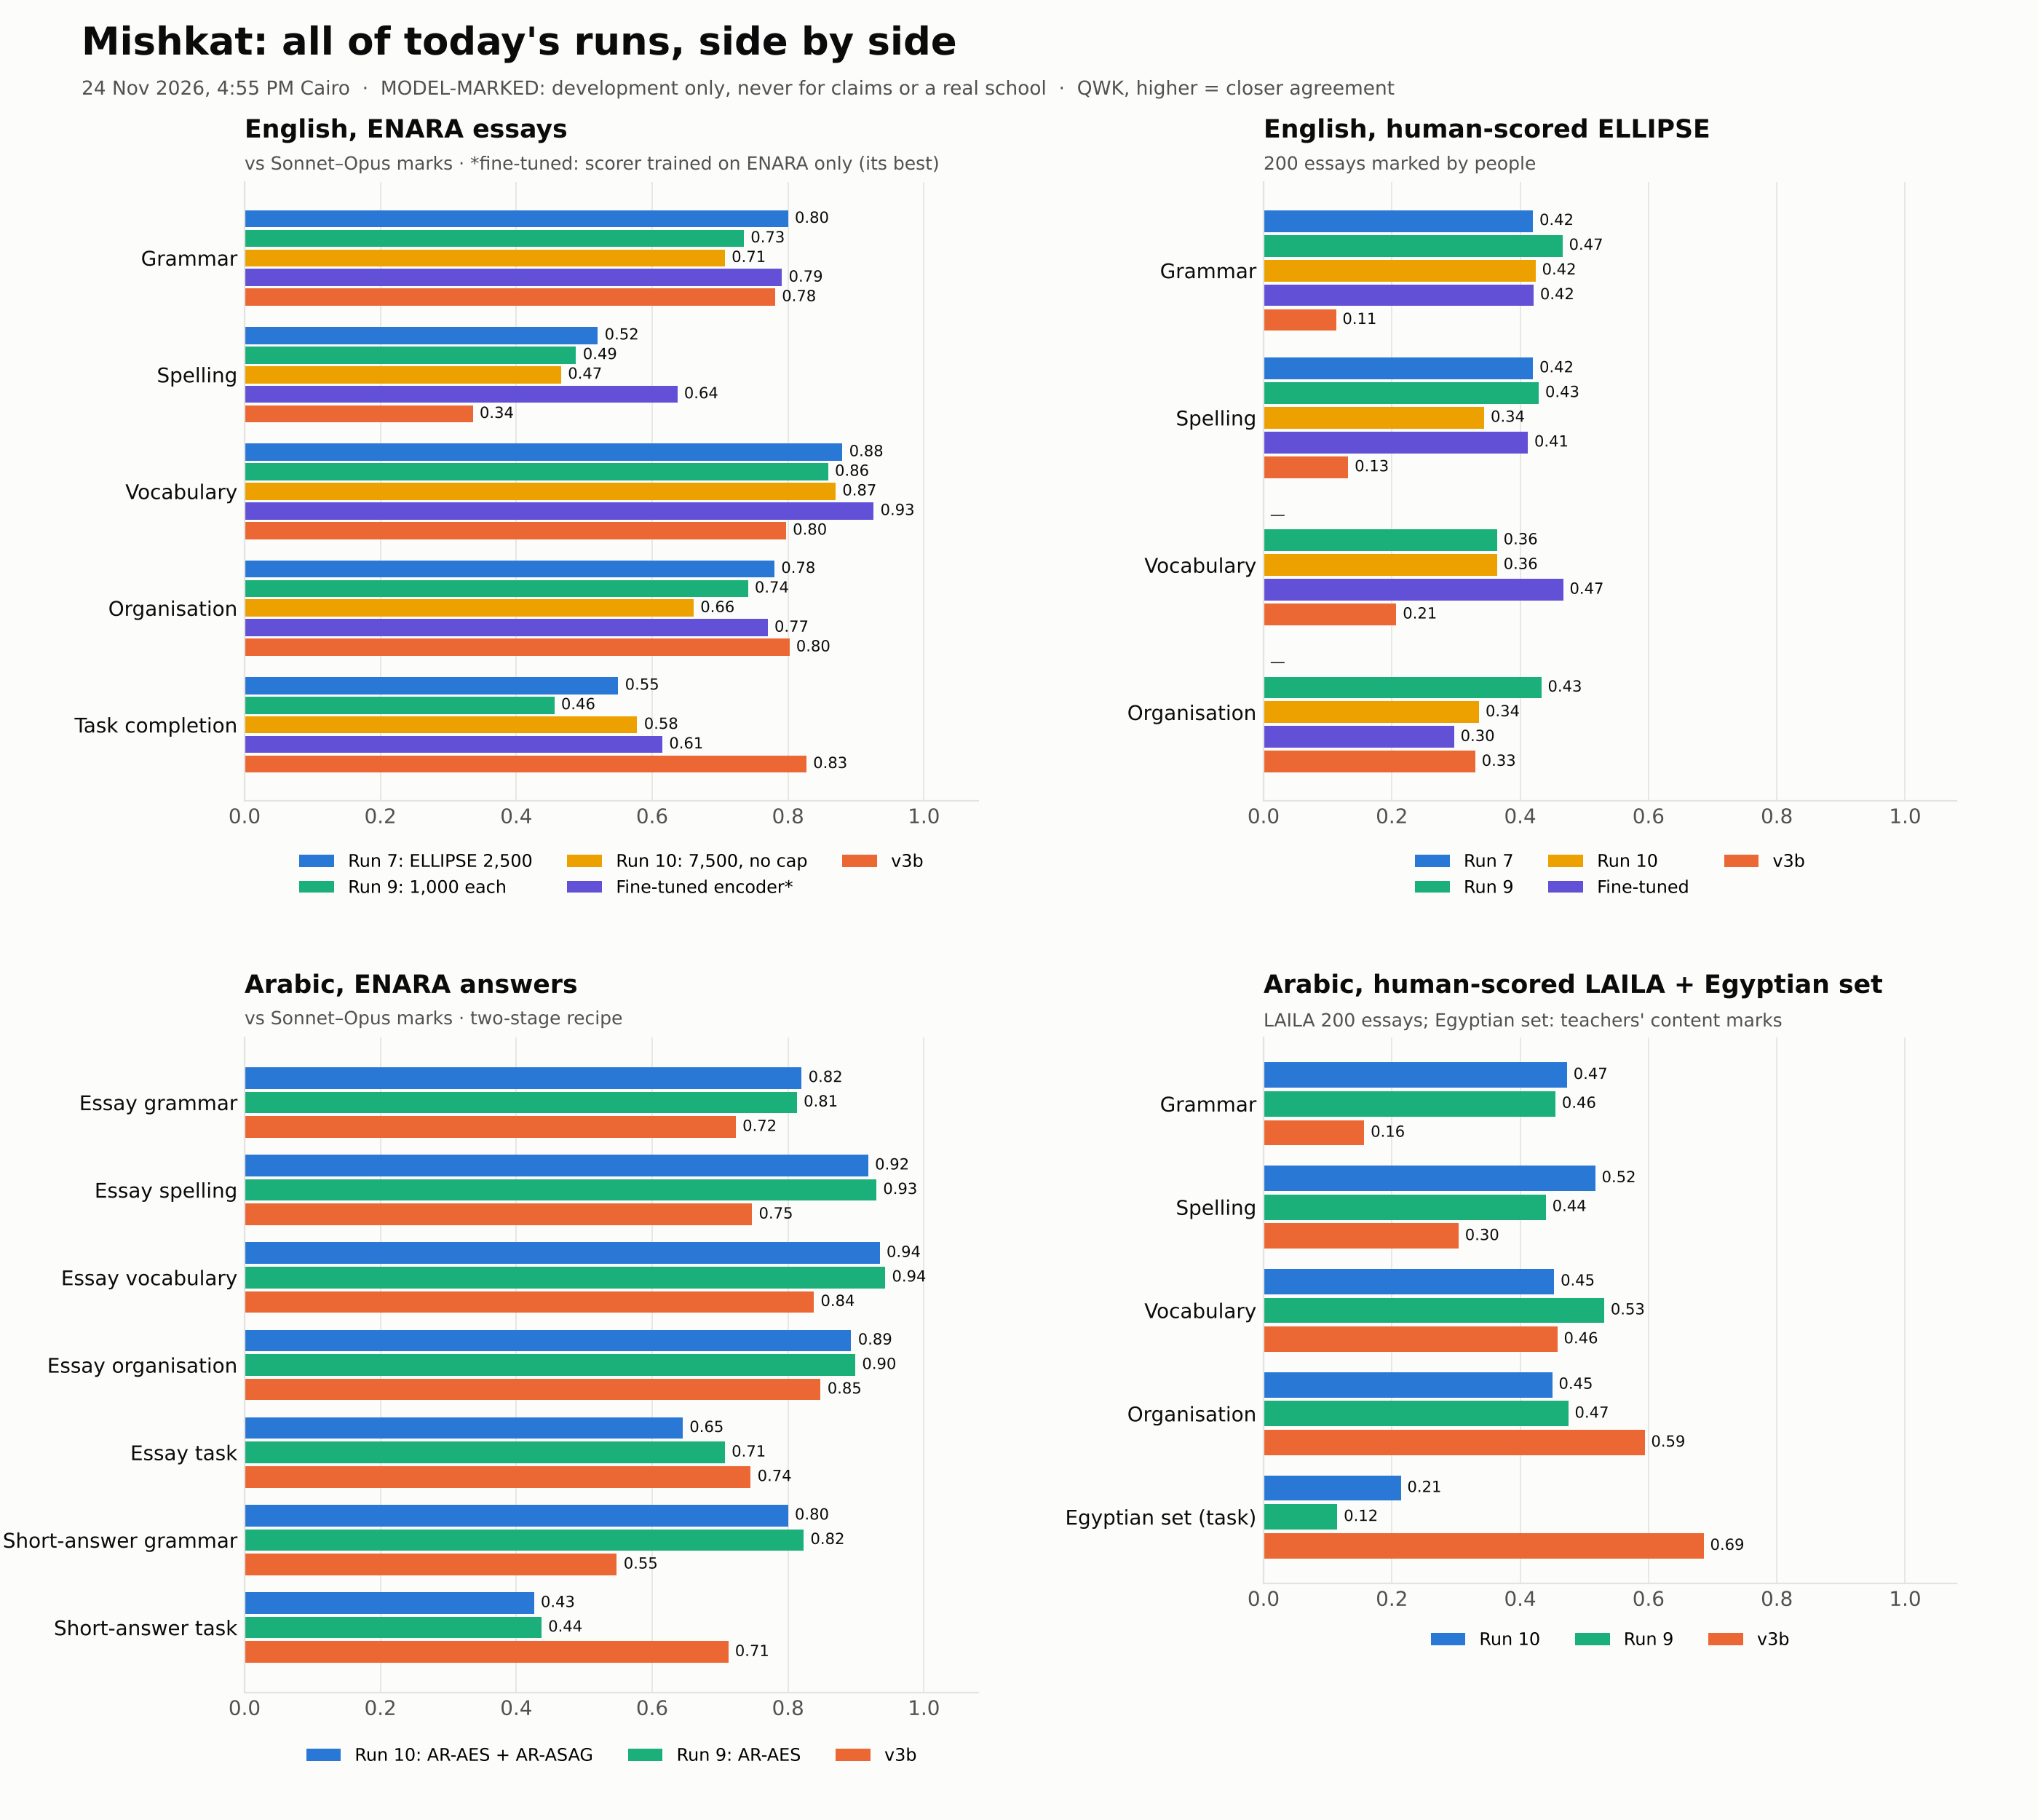 Mishkat: all of today's runs, side by side
24 Nov 2026, 4:55 PM Cairo · MODEL-MARKED: development only, never for claims or a real school · QWK, higher = closer agreement
English, ENARA essays
vs Sonnet–Opus marks · *fine-tuned: scorer trained on ENARA only (its best)
Grammar
0.80
0.73
0.71
0.79
0.78
Spelling
0.52
0.49
0.47
0.64
0.34
Vocabulary
0.88
0.86
0.87
0.93
0.80
Organisation
0.78
0.74
0.66
0.77
0.80
Task completion
0.55
0.46
0.58
0.61
0.83
0.0 0.2 0.4 0.6 0.8 1.0
Run 7: ELLIPSE 2,500 Run 10: 7,500, no cap v3b
Run 9: 1,000 each Fine-tuned encoder*
English, human-scored ELLIPSE
200 essays marked by people
Grammar
0.42
0.47
0.42
0.42
0.11
Spelling
0.42
0.43
0.34
0.41
0.13
Vocabulary
—
0.36
0.36
0.47
0.21
Organisation
—
0.43
0.34
0.30
0.33
0.0 0.2 0.4 0.6 0.8 1.0
Run 7 Run 10 v3b
Run 9 Fine-tuned
Arabic, ENARA answers
vs Sonnet–Opus marks · two-stage recipe
Essay grammar
0.82
0.81
0.72
Essay spelling
0.92
0.93
0.75
Essay vocabulary
0.94
0.94
0.84
Essay organisation
0.89
0.90
0.85
Essay task
0.65
0.71
0.74
Short-answer grammar
0.80
0.82
0.55
Short-answer task
0.43
0.44
0.71
0.0 0.2 0.4 0.6 0.8 1.0
Run 10: AR-AES + AR-ASAG Run 9: AR-AES v3b
Arabic, human-scored LAILA + Egyptian set
LAILA 200 essays; Egyptian set: teachers' content marks
Grammar
0.47
0.46
0.16
Spelling
0.52
0.44
0.30
Vocabulary
0.45
0.53
0.46
Organisation
0.45
0.47
0.59
Egyptian set (task)
0.21
0.12
0.69
0.0 0.2 0.4 0.6 0.8 1.0
Run 10 Run 9 v3b